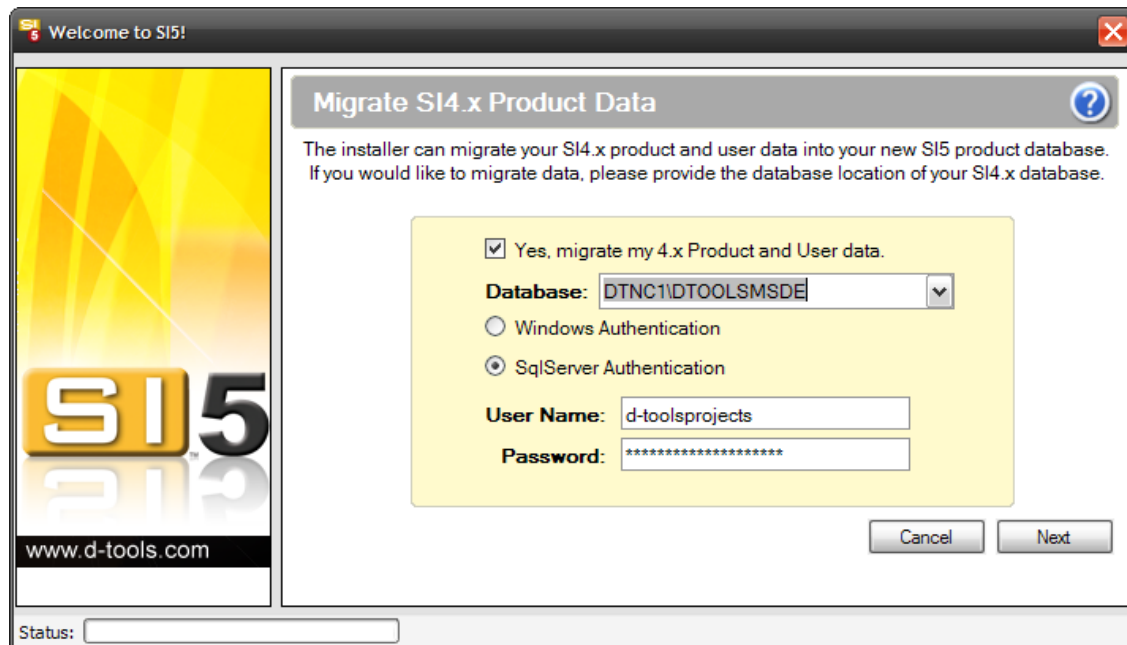 SI 5 Welcome to SI5!
Migrate SI4.x Product Data ?
The installer can migrate your SI4.x product and user data into your new SI5 product database.
If you would like to migrate data, please provide the database location of your SI4.x database.
Yes, migrate my 4.x Product and User data.
Database: DTNC1\DTOOLSMSDE
Windows Authentication
SqlServer Authentication
User Name: d-toolsprojects
Password: ********************
SI5™
www.d-tools.com
Cancel Next
Status: